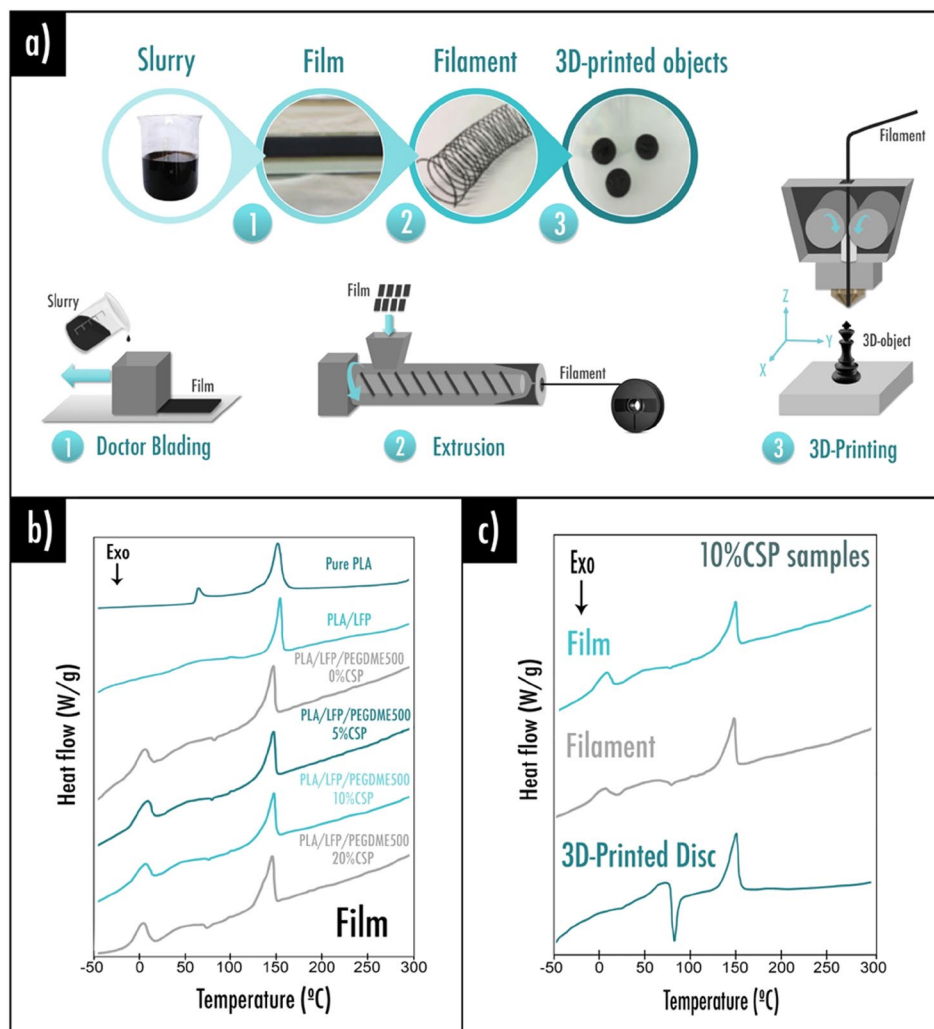 a)
Slurry
Film
Filament
3D-printed objects
1
2
3
Filament
Slurry
Film
Film
Filament
Z
Y
X
3D-object
1 Doctor Blading
2 Extrusion
3 3D-Printing
b)
Exo
Pure PLA
PLA/LFP
PLA/LFP/PEGDME500
0%CSP
PLA/LFP/PEGDME500
5%CSP
PLA/LFP/PEGDME500
10%CSP
PLA/LFP/PEGDME500
20%CSP
Film
Heat flow (W/g)
-50 0 50 100 150 200 250 300
Temperature (ºC)
c)
10%CSP samples
Exo
Film
Filament
3D-Printed Disc
Heat flow (W/g)
-50 0 50 100 150 200 250 300
Temperature (ºC)